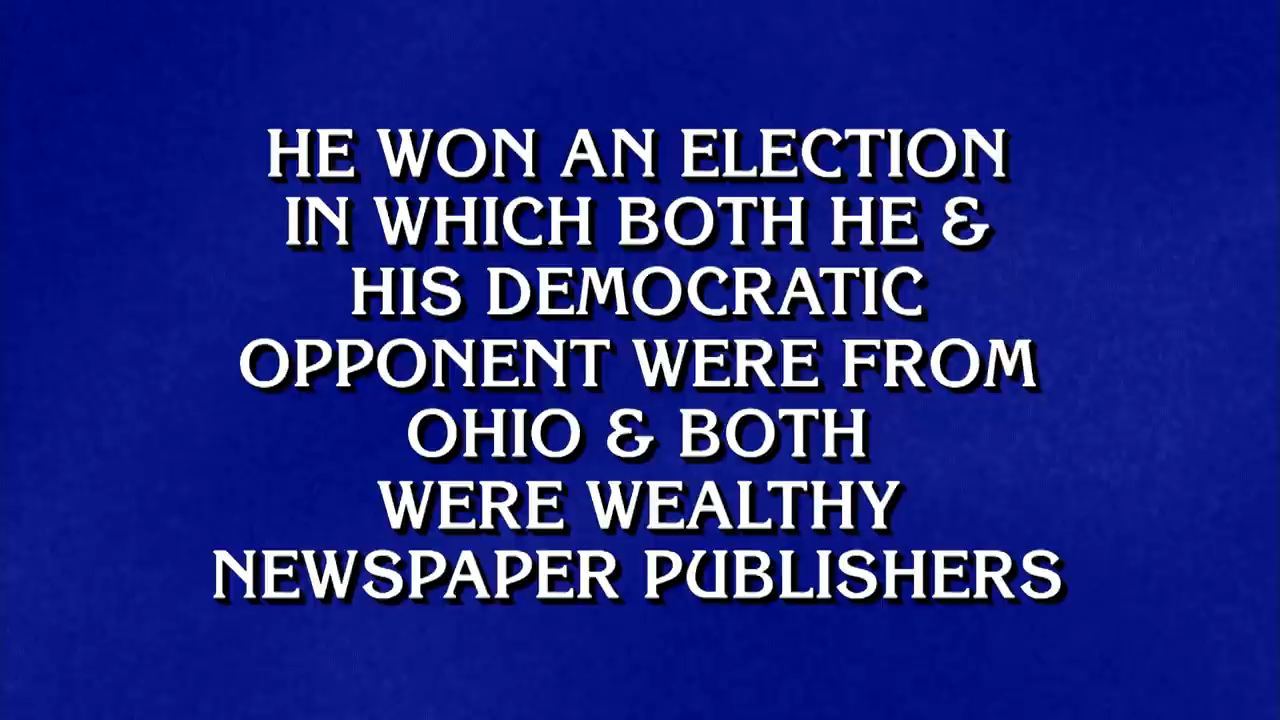 HE WON AN ELECTION
IN WHICH BOTH HE &
HIS DEMOCRATIC
OPPONENT WERE FROM
OHIO & BOTH
WERE WEALTHY
NEWSPAPER PUBLISHERS